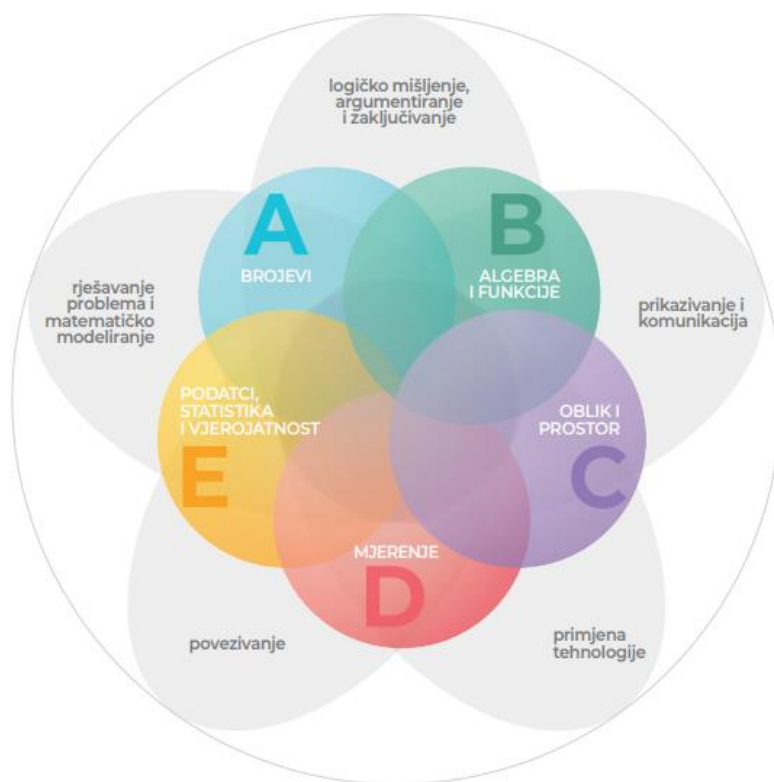 logičko mišljenje,
argumentiranje
i zaključivanje
A
BROJEVI
B
ALGEBRA
I FUNKCIJE
rješavanje
problema i
matematičko
modeliranje
prikazivanje i
komunikacija
PODATCI,
STATISTIKA
I VJEROJATNOST
E
OBLIK I
PROSTOR
C
MJERENJE
D
povezivanje
primjena
tehnologije